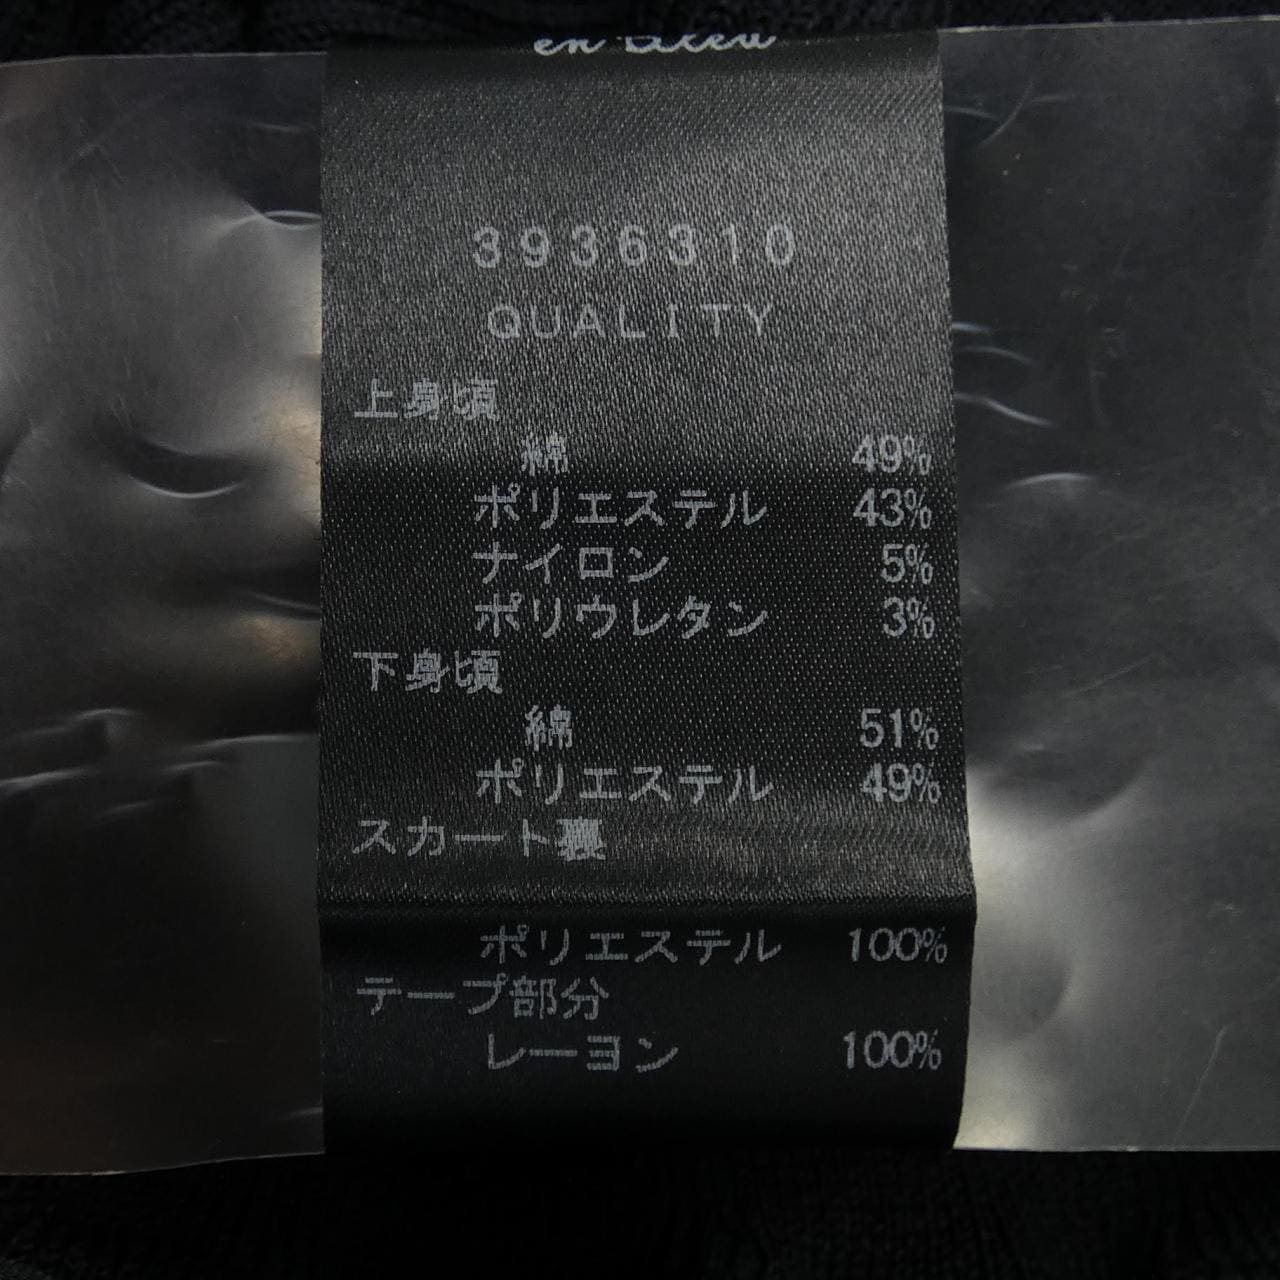 en bleu
3936310
QUALITY
上身頃
綿 49%
ポリエステル 43%
ナイロン 5%
ポリウレタン 3%
下身頃
綿 51%
ポリエステル 49%
スカート裏
ポリエステル 100%
テープ部分
レーヨン 100%